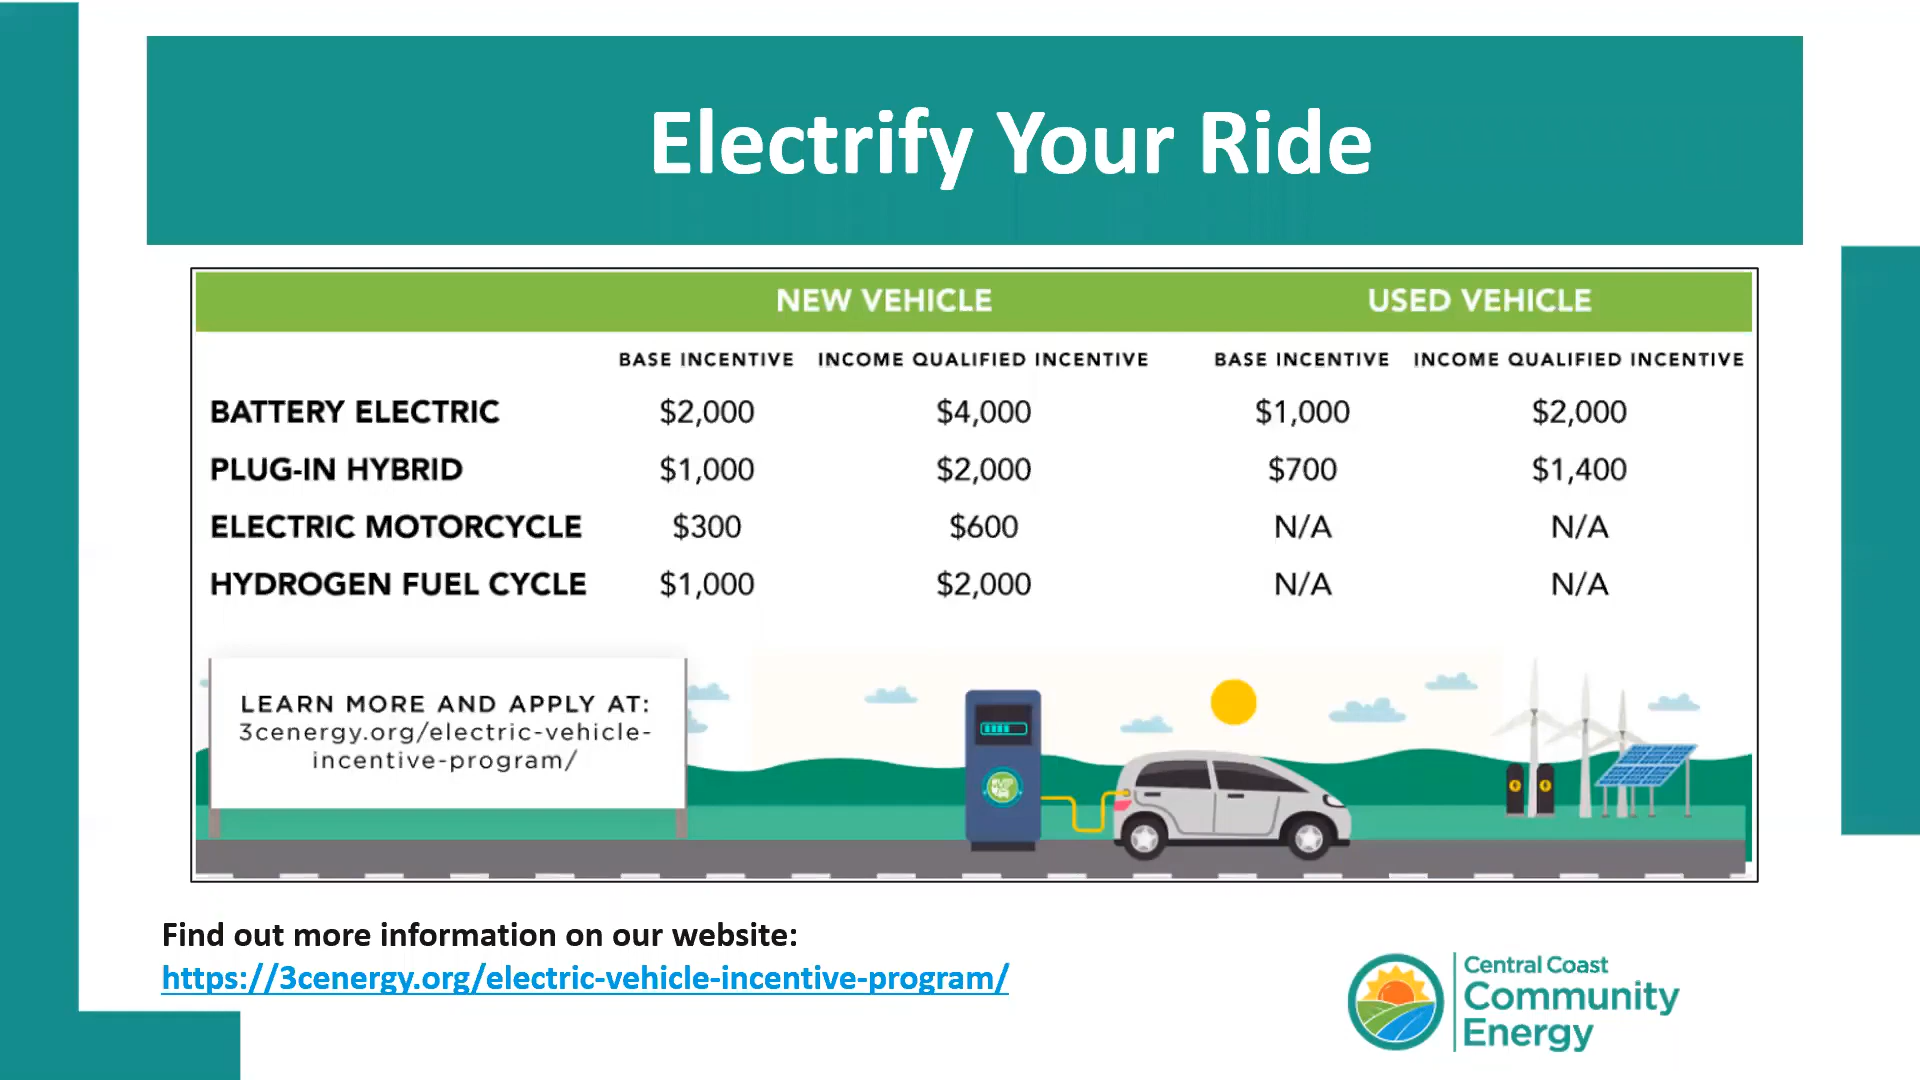 Electrify Your Ride
NEW VEHICLE USED VEHICLE
BASE INCENTIVE INCOME QUALIFIED INCENTIVE BASE INCENTIVE INCOME QUALIFIED INCENTIVE
BATTERY ELECTRIC $2,000 $4,000 $1,000 $2,000
PLUG-IN HYBRID $1,000 $2,000 $700 $1,400
ELECTRIC MOTORCYCLE $300 $600 N/A N/A
HYDROGEN FUEL CYCLE $1,000 $2,000 N/A N/A
LEARN MORE AND APPLY AT:
3cenergy.org/electric-vehicle-
incentive-program/
Find out more information on our website:
https://3cenergy.org/electric-vehicle-incentive-program/
Central Coast
Community
Energy